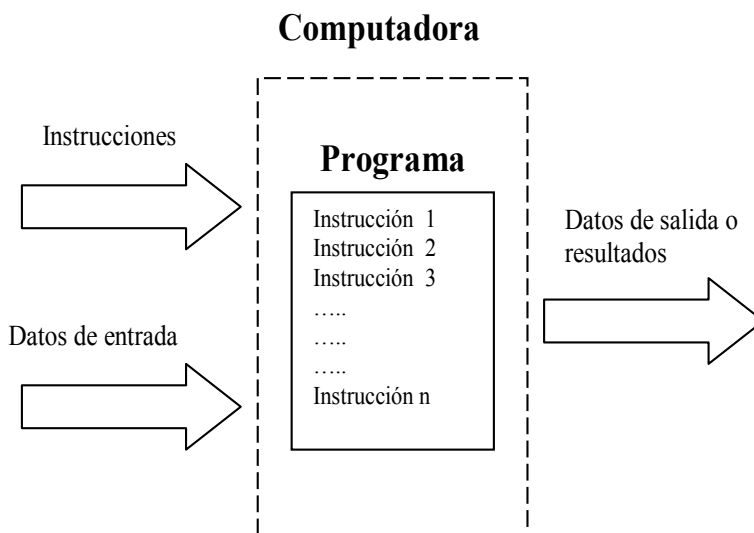 Computadora
Instrucciones
Programa
Instrucción 1
Instrucción 2
Instrucción 3
…..
…..
…..
Instrucción n
Datos de entrada
Datos de salida o
resultados